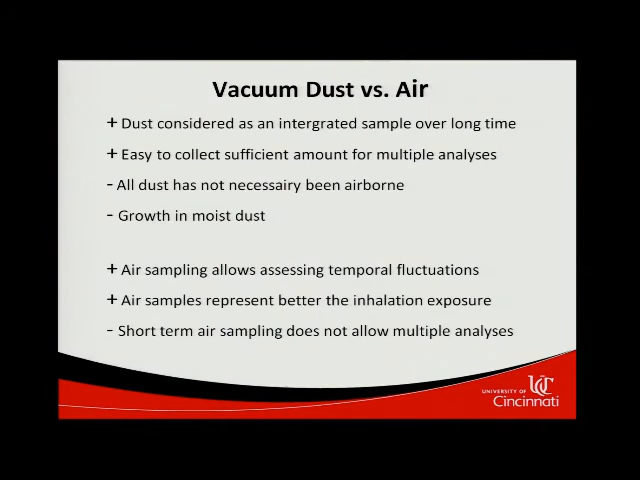 Vacuum Dust vs. Air
+ Dust considered as an intergrated sample over long time
+ Easy to collect sufficient amount for multiple analyses
- All dust has not necessairy been airborne
- Growth in moist dust
+ Air sampling allows assessing temporal fluctuations
+ Air samples represent better the inhalation exposure
- Short term air sampling does not allow multiple analyses
UNIVERSITY OF
UC
Cincinnati